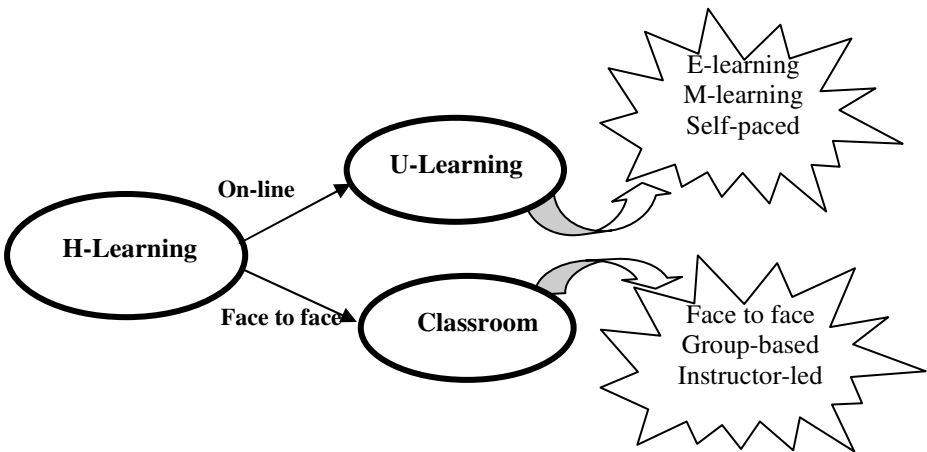 H-Learning
On-line
Face to face
U-Learning
Classroom
E-learning
M-learning
Self-paced
Face to face
Group-based
Instructor-led